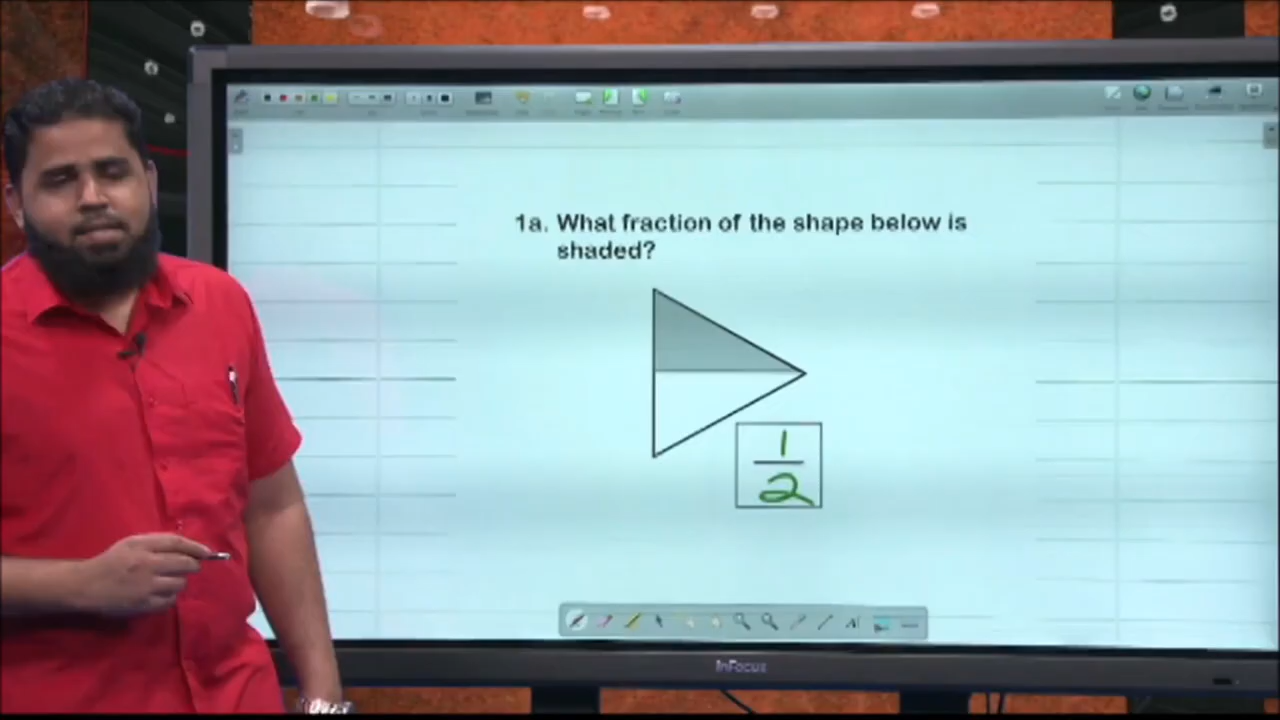 1a. What fraction of the shape below is
shaded?
1
2
InFocus